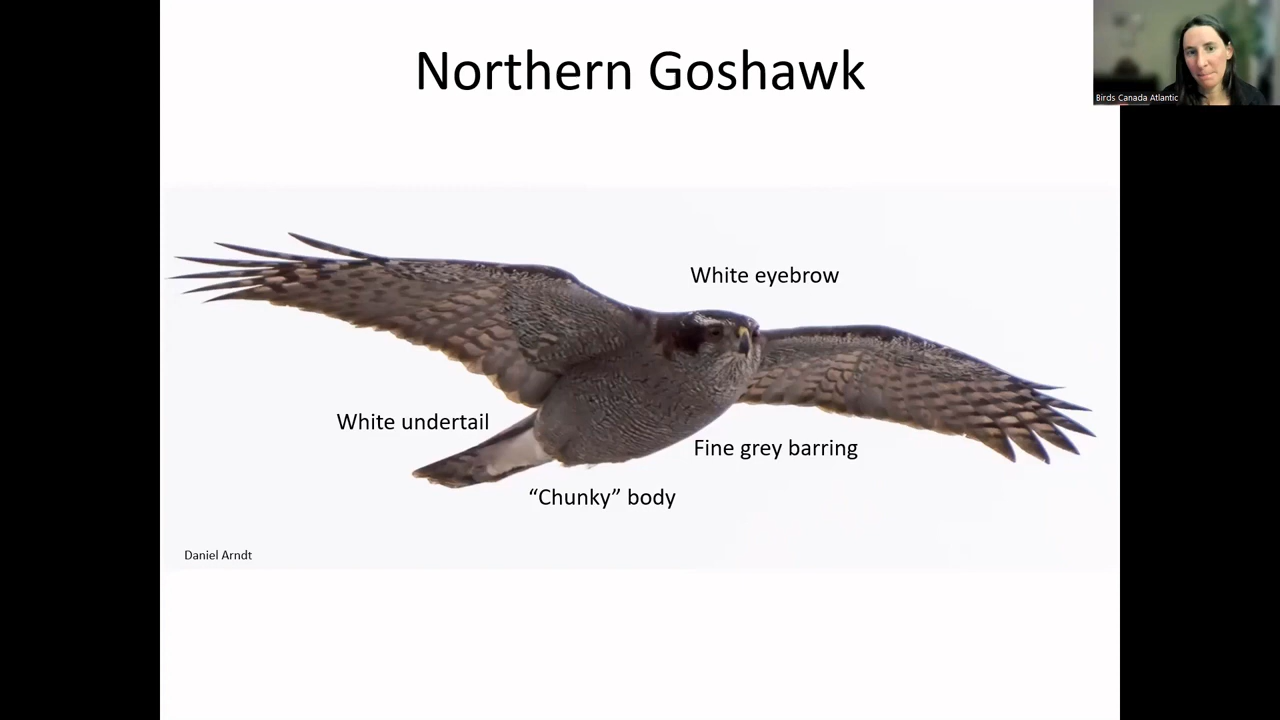 Northern Goshawk
Birds Canada Atlantic
White eyebrow
White undertail
Fine grey barring
“Chunky” body
Daniel Arndt